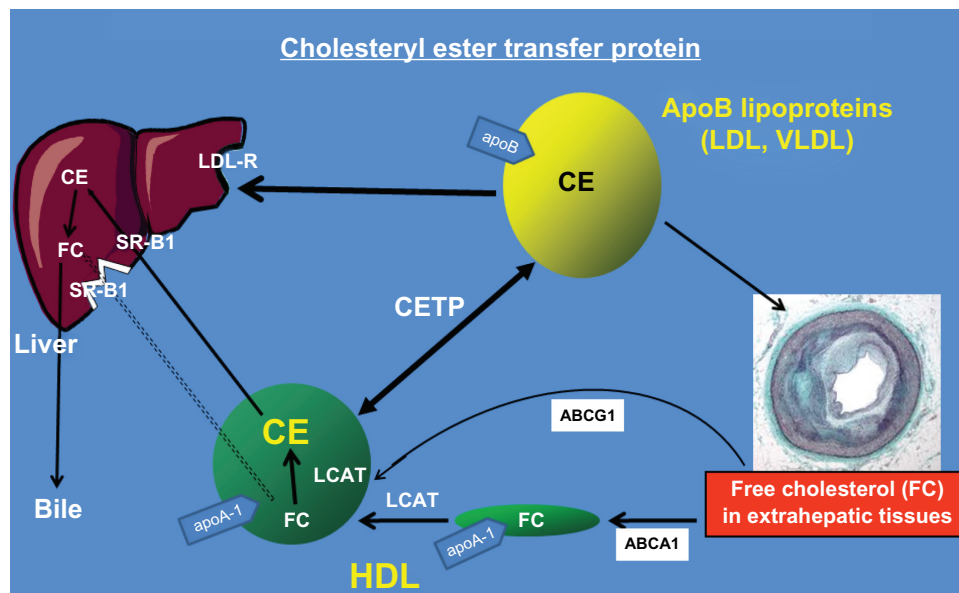 Cholesteryl ester transfer protein
ApoB lipoproteins
(LDL, VLDL)
apoB
CE
LDL-R
CE
FC
SR-B1
SR-B1
Liver
CETP
ABCG1
CE
LCAT
FC
apoA-1
LCAT
FC
apoA-1
ABCA1
Free cholesterol (FC)
in extrahepatic tissues
Bile
HDL